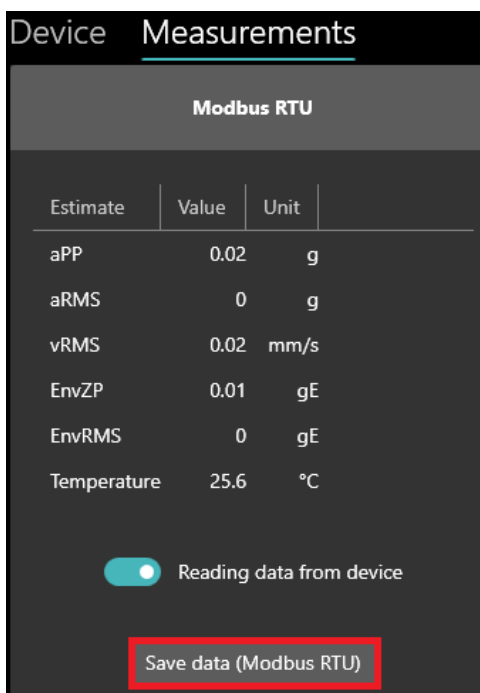 Device Measurements
Modbus RTU
Estimate Value Unit
aPP 0.02 g
aRMS 0 g
vRMS 0.02 mm/s
EnvZP 0.01 gE
EnvRMS 0 gE
Temperature 25.6 °C
Reading data from device
Save data (Modbus RTU)